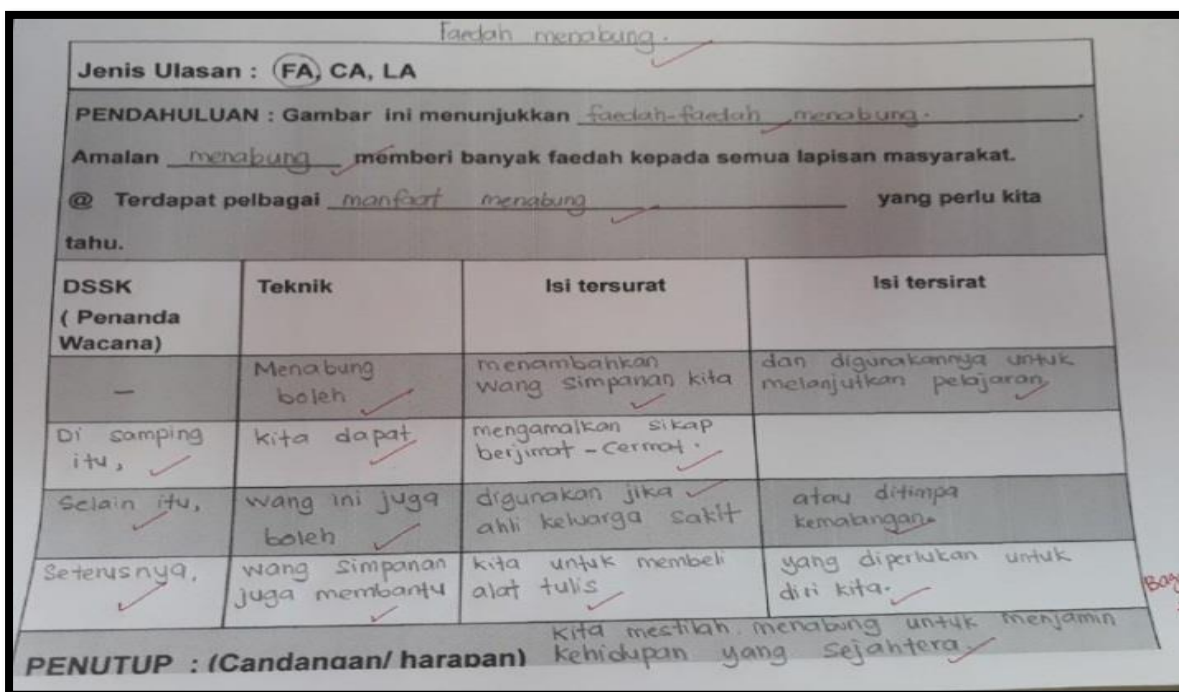 Faedah menabung.
Jenis Ulasan : FA, CA, LA
PENDAHULUAN : Gambar ini menunjukkan faedah-faedah menabung.
Amalan menabung memberi banyak faedah kepada semua lapisan masyarakat.
@ Terdapat pelbagai manfaat menabung yang perlu kita
tahu.
DSSK
( Penanda
Wacana)
Teknik
Isi tersurat
Isi tersirat
—
Menabung
boleh
menambahkan
wang simpanan kita
dan digunakannya untuk
melanjutkan pelajaran
Di samping
itu,
kita dapat
mengamalkan sikap
berjimat-cermat.
Selain itu,
wang ini juga
boleh
digunakan jika
ahli keluarga sakit
atau ditimpa
kemalangan.
Seterusnya,
wang simpanan
juga membantu
kita untuk membeli
alat tulis
yang diperlukan untuk
diri kita.
PENUTUP : (Candangan/ harapan)
Kita mestilah menabung untuk menjamin
kehidupan yang sejahtera.